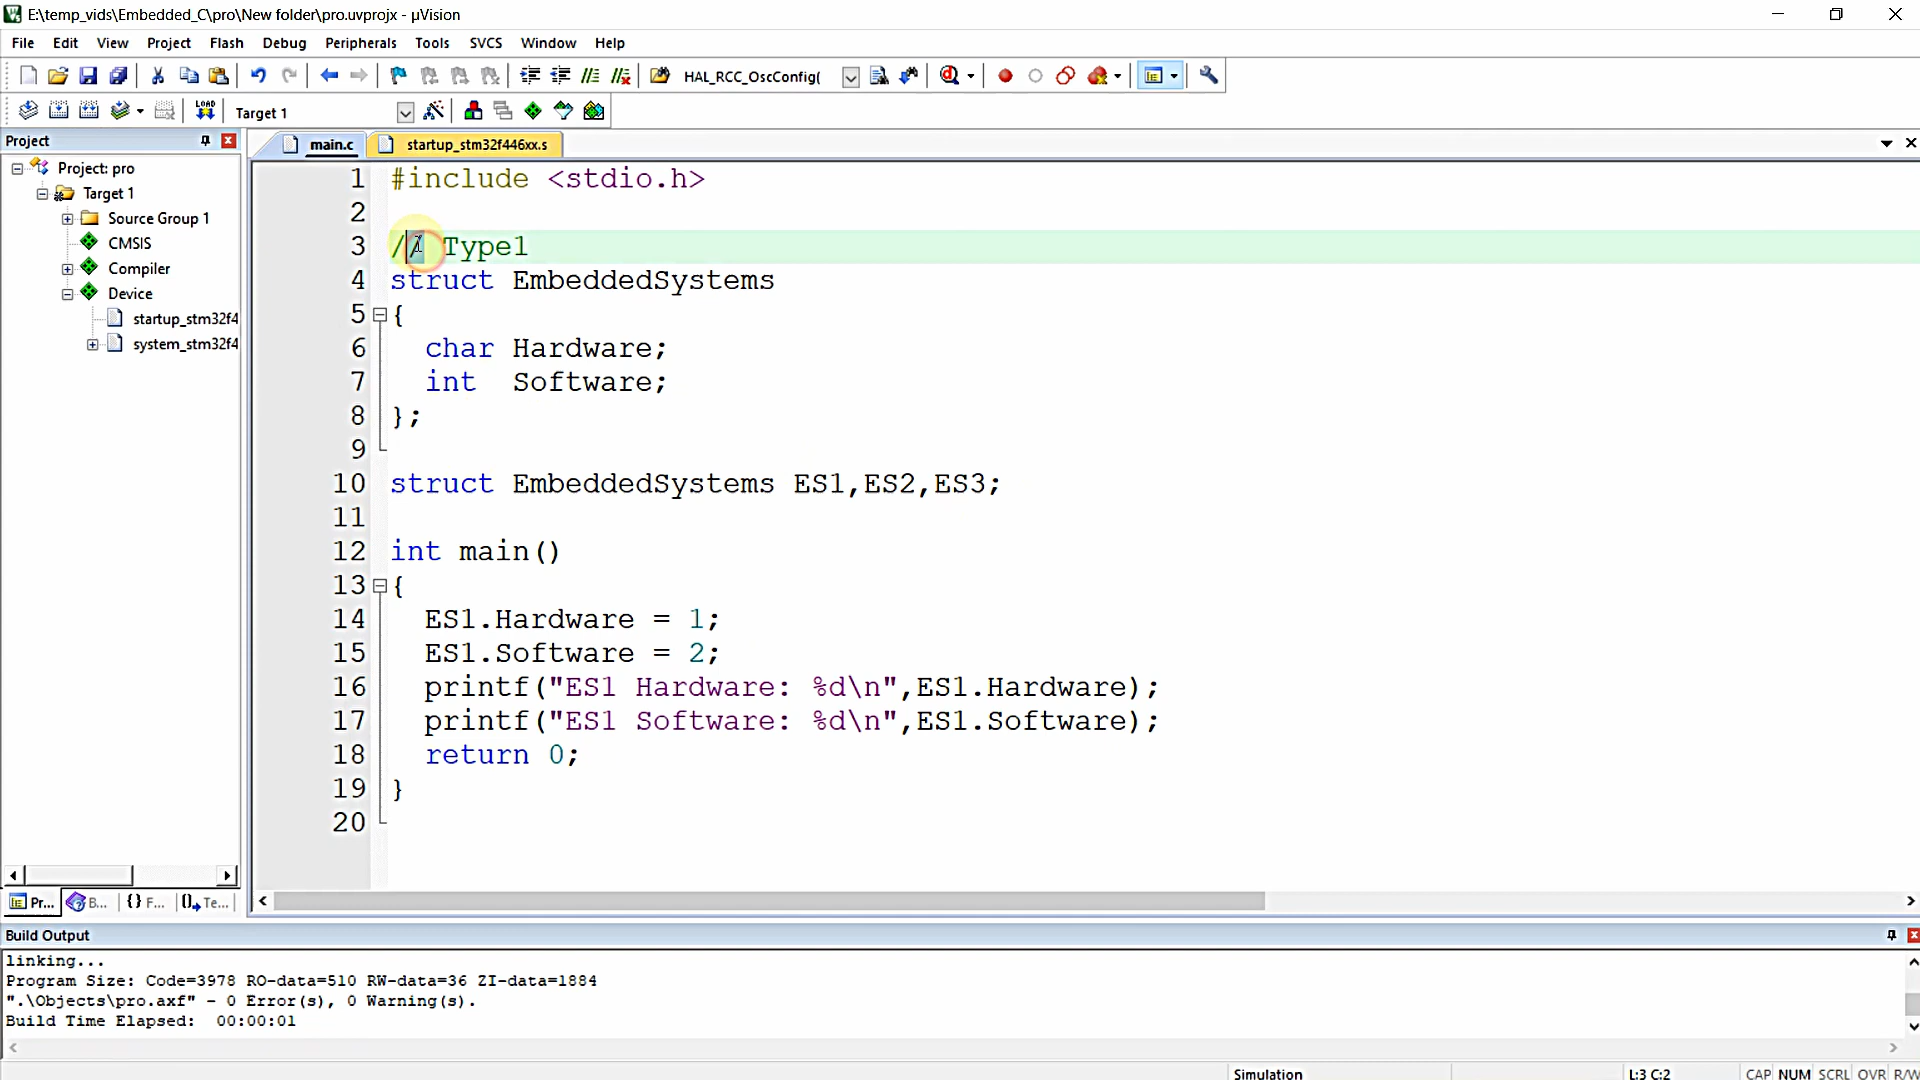 E:\temp_vids\Embedded_C\pro\New folder\pro.uvprojx - µVision
File Edit View Project Flash Debug Peripherals Tools SVCS Window Help
HAL_RCC_OscConfig(
LOAD
Target 1
Project
main.c
startup_stm32f446xx.s
Project: pro
Target 1
Source Group 1
CMSIS
Compiler
Device
startup_stm32f4
system_stm32f4
1 #include <stdio.h>
2
3 // Type1
4 struct EmbeddedSystems
5 {
6 char Hardware;
7 int  Software;
8 };
9
10 struct EmbeddedSystems ES1,ES2,ES3;
11
12 int main()
13 {
14 ES1.Hardware = 1;
15 ES1.Software = 2;
16 printf("ES1 Hardware: %d\n",ES1.Hardware);
17 printf("ES1 Software: %d\n",ES1.Software);
18 return 0;
19 }
20
Pr... B... {} F... Te...
Build Output
linking...
Program Size: Code=3978 RO-data=510 RW-data=36 ZI-data=1884
".\Objects\pro.axf" - 0 Error(s), 0 Warning(s).
Build Time Elapsed:  00:00:01
Simulation
L:3 C:2
CAP NUM SCRL OVR R/W